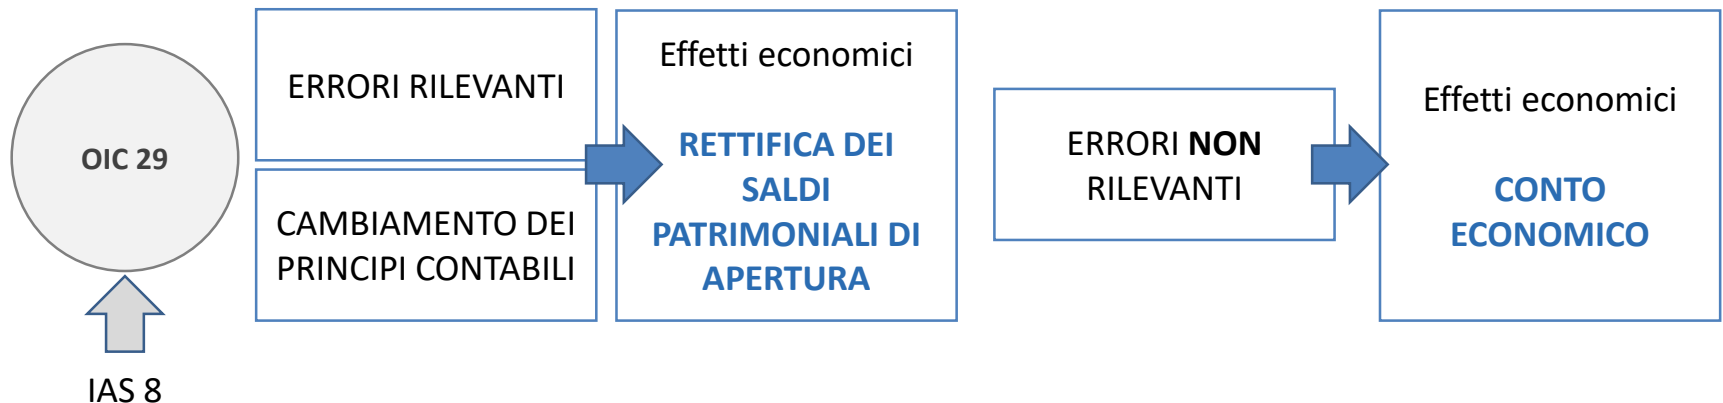 OIC 29
IAS 8
ERRORI RILEVANTI
CAMBIAMENTO DEI
PRINCIPI CONTABILI
Effetti economici
RETTIFICA DEI
SALDI
PATRIMONIALI DI
APERTURA
ERRORI NON
RILEVANTI
Effetti economici
CONTO
ECONOMICO